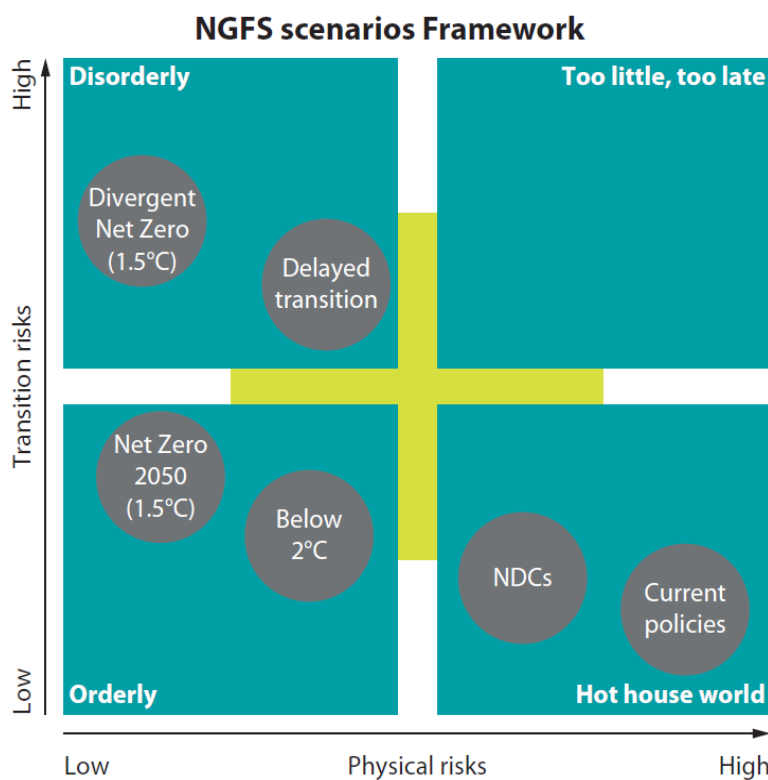 NGFS scenarios Framework
High
Transition risks
Low
Disorderly
Too little, too late
Divergent
Net Zero
(1.5°C)
Delayed
transition
Net Zero
2050
(1.5°C)
Below
2°C
NDCs
Current
policies
Orderly
Hot house world
Low
Physical risks
High